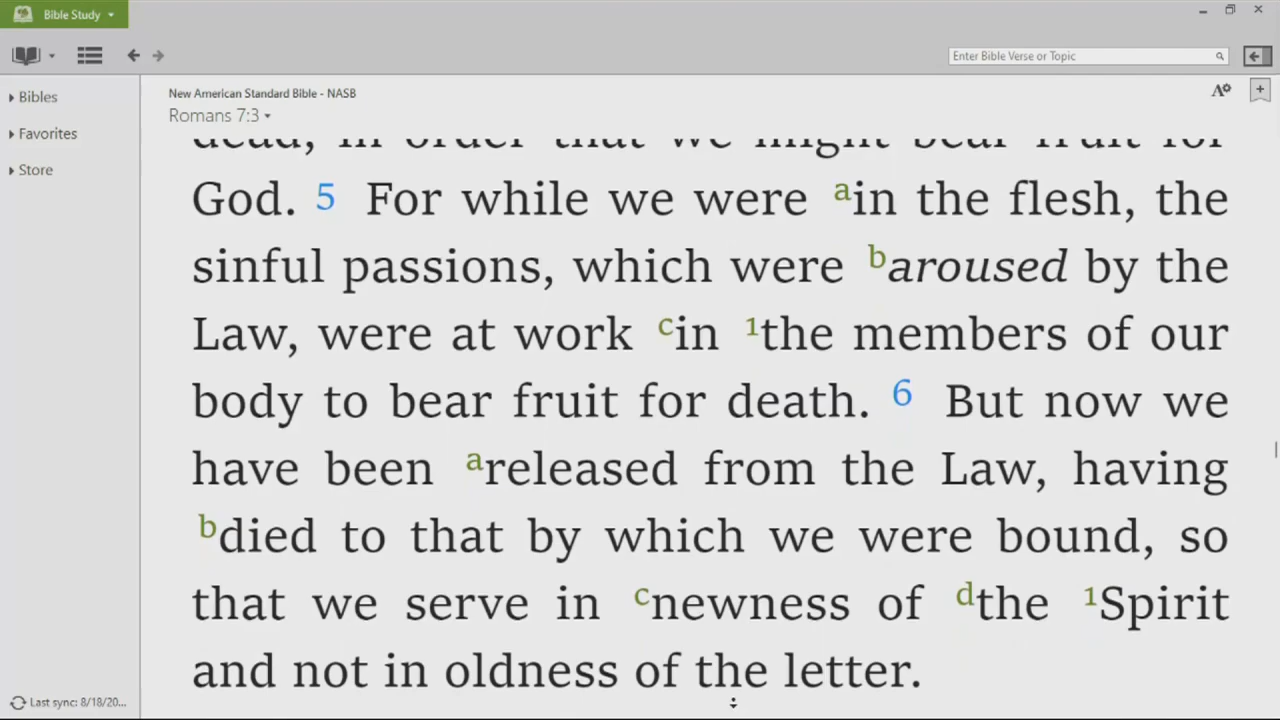 Bible Study
Enter Bible Verse or Topic
Bibles
Favorites
Store
New American Standard Bible - NASB
Romans 7:3
dead, in order that we might bear fruit for
God. 5 For while we were ain the flesh, the
sinful passions, which were baroused by the
Law, were at work cin 1the members of our
body to bear fruit for death. 6 But now we
have been areleased from the Law, having
bdied to that by which we were bound, so
that we serve in cnewness of dthe 1Spirit
and not in oldness of the letter.
Last sync: 8/18/20...